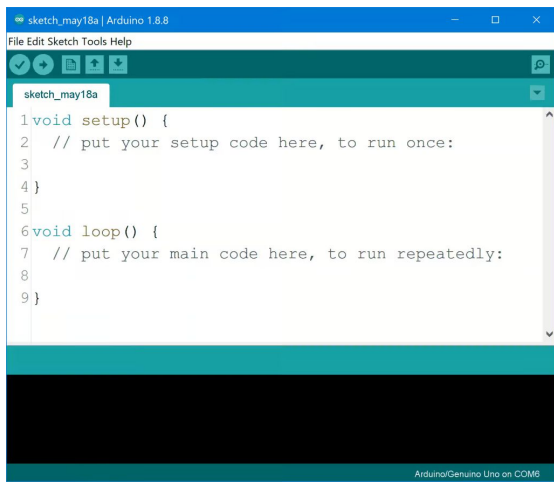 sketch_may18a | Arduino 1.8.8
File Edit Sketch Tools Help
sketch_may18a
1 void setup() {
2   // put your setup code here, to run once:
3
4 }
5
6 void loop() {
7   // put your main code here, to run repeatedly:
8
9 }
Arduino/Genuino Uno on COM6